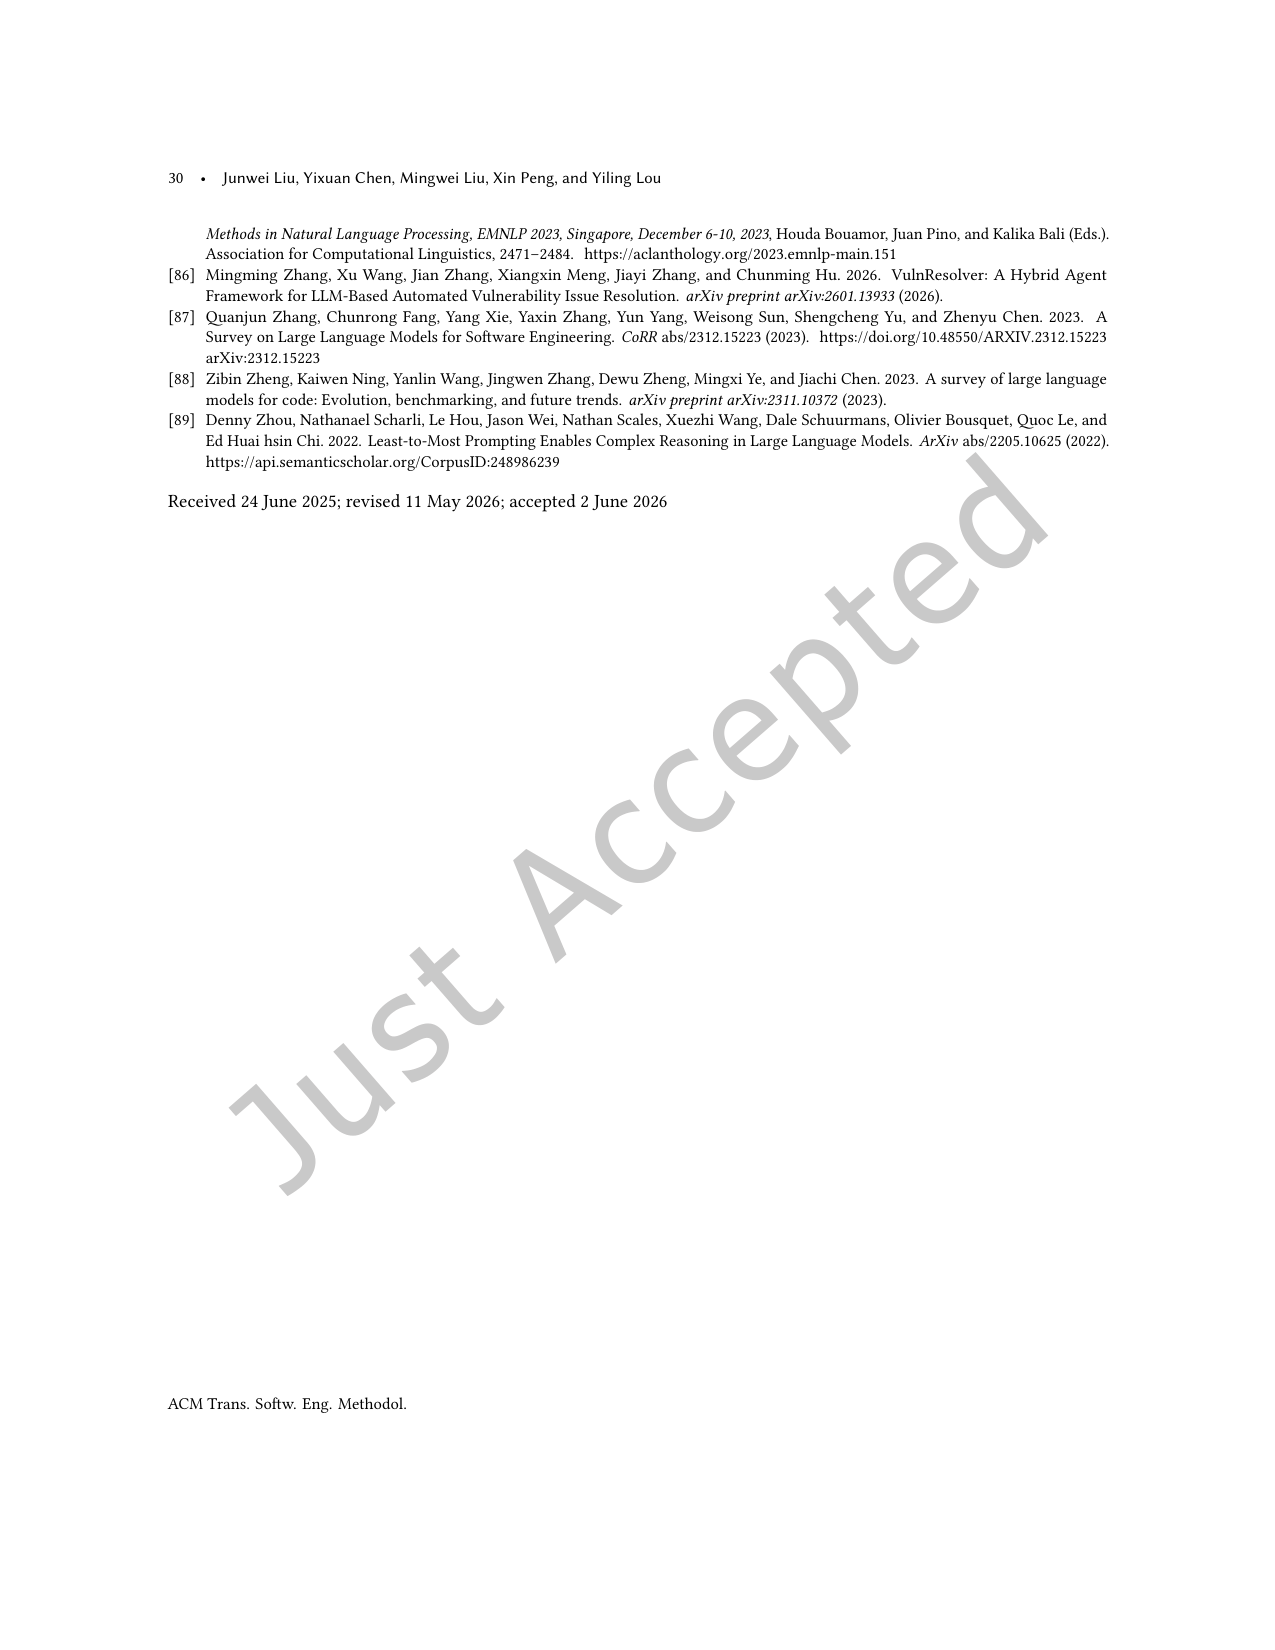 30 • Junwei Liu, Yixuan Chen, Mingwei Liu, Xin Peng, and Yiling Lou
Methods in Natural Language Processing, EMNLP 2023, Singapore, December 6-10, 2023, Houda Bouamor, Juan Pino, and Kalika Bali (Eds.).
Association for Computational Linguistics, 2471–2484. https://aclanthology.org/2023.emnlp-main.151
[86] Mingming Zhang, Xu Wang, Jian Zhang, Xiangxin Meng, Jiayi Zhang, and Chunming Hu. 2026. VulnResolver: A Hybrid Agent
Framework for LLM-Based Automated Vulnerability Issue Resolution. arXiv preprint arXiv:2601.13933 (2026).
[87] Quanjun Zhang, Chunrong Fang, Yang Xie, Yaxin Zhang, Yun Yang, Weisong Sun, Shengcheng Yu, and Zhenyu Chen. 2023. A
Survey on Large Language Models for Software Engineering. CoRR abs/2312.15223 (2023). https://doi.org/10.48550/ARXIV.2312.15223
arXiv:2312.15223
[88] Zibin Zheng, Kaiwen Ning, Yanlin Wang, Jingwen Zhang, Dewu Zheng, Mingxi Ye, and Jiachi Chen. 2023. A survey of large language
models for code: Evolution, benchmarking, and future trends. arXiv preprint arXiv:2311.10372 (2023).
[89] Denny Zhou, Nathanael Scharli, Le Hou, Jason Wei, Nathan Scales, Xuezhi Wang, Dale Schuurmans, Olivier Bousquet, Quoc Le, and
Ed Huai hsin Chi. 2022. Least-to-Most Prompting Enables Complex Reasoning in Large Language Models. ArXiv abs/2205.10625 (2022).
https://api.semanticscholar.org/CorpusID:248986239
Received 24 June 2025; revised 11 May 2026; accepted 2 June 2026
Just Accepted
ACM Trans. Softw. Eng. Methodol.